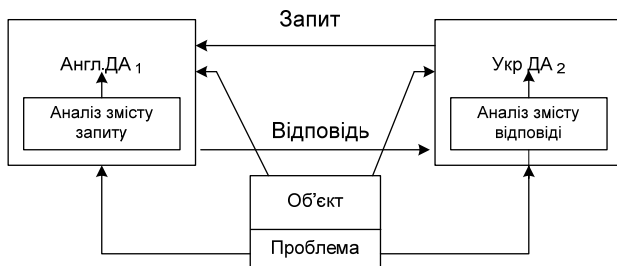 Запит
Англ.ДА 1
Укр ДА 2
Аналіз змісту
запиту
Відповідь
Аналіз змісту
відповіді
Об'єкт
Проблема